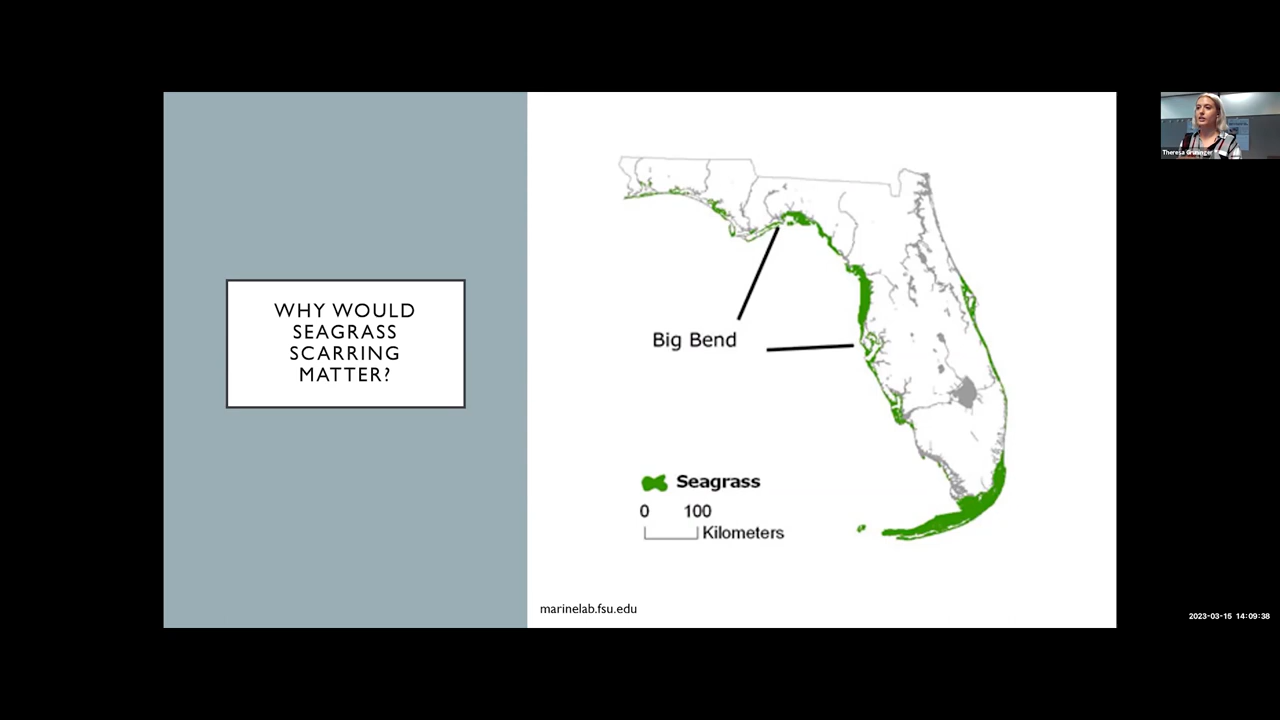 WHY WOULD
SEAGRASS
SCARRING
MATTER?
Big Bend
Seagrass
0 100
Kilometers
marinelab.fsu.edu
Theresa
2023-03-15 14:09:38